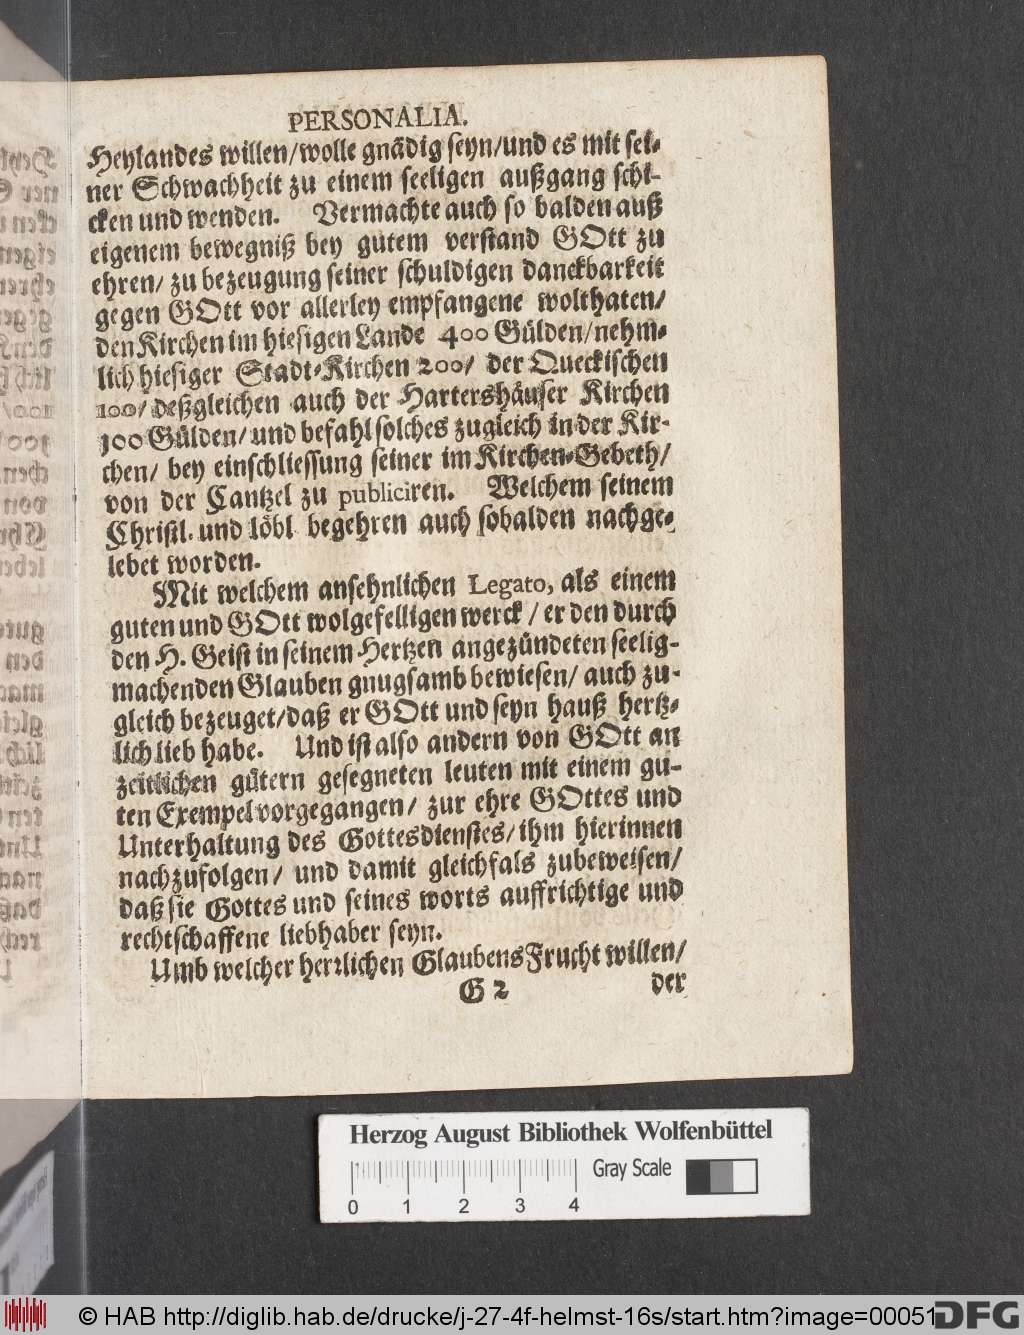 PERSONALIA.
Heylandes willen/wolle gnädig seyn/und es mit sei-
ner Schwachheit zu einem seeligen außgang schi-
cken und wenden. Vermachte auch so balden auß
eigenem bewegniß bey gutem verstand GOtt zu
ehren/ zu bezeugung seiner schuldigen danckbarkeit
gegen GOtt vor allerley empfangene wolthaten/
den Kirchen im hiesigen Lande 400 Gülden/nehm-
lich hiesiger Stadt-Kirchen 200/ der Queckischen
100/ deßgleichen auch der Hartershäuser Kirchen
100 Gülden/ und befahl solches zugleich in der Kir-
chen/ bey einschliessung seiner im Kirchen-Gebeth/
von der Cantzel zu publiciren. Welchem seinem
Christl. und löbl begehren auch sobalden nachge-
lebet worden.
Mit welchem ansehnlichen Legato, als einem
guten und GOtt wolgefelligen werck / er den durch
den H. Geist in seinem Hertzen angezündeten seelig-
machenden Glauben gnugsamb bewiesen/ auch zu-
gleich bezeuget/daß er GOtt und seyn hauß hertz-
lich lieb habe. Und ist also andern von GOtt an
zeitlichen gütern gesegneten leuten mit einem gu-
ten Exempel vorgegangen/ zur ehre GOttes und
Unterhaltung des Gottesdienstes/ihm hierinnen
nachzufolgen/ und damit gleichfals zubeweisen/
daß sie Gottes und seines worts auffrichtige und
rechtschaffene liebhaber seyn.
Umb welcher herrlichen Glaubens Frucht willen/
G 2 der
Herzog August Bibliothek Wolfenbüttel
Gray Scale
0 1 2 3 4
© HAB http://diglib.hab.de/drucke/j-27-4f-helmst-16s/start.htm?image=00051
DFG